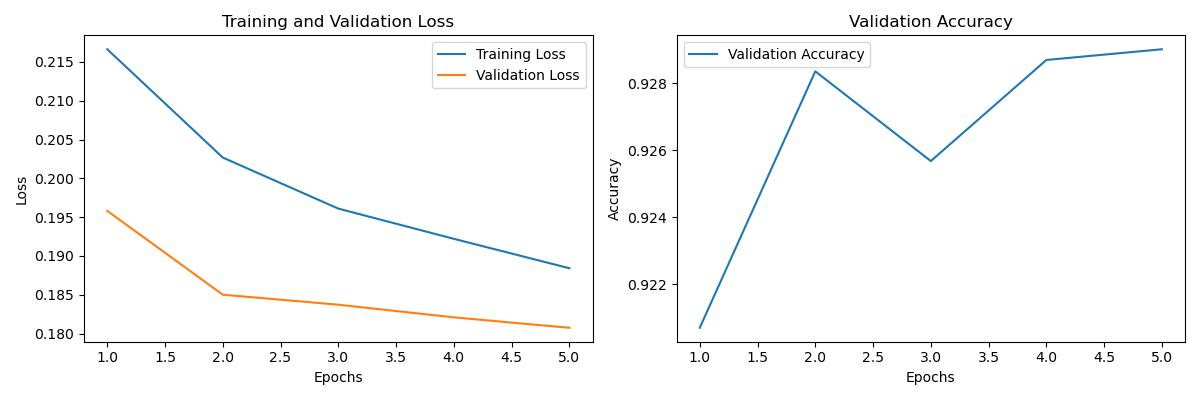 Training and Validation Loss
Training Loss
Validation Loss
Loss
0.215
0.210
0.205
0.200
0.195
0.190
0.185
0.180
1.0 1.5 2.0 2.5 3.0 3.5 4.0 4.5 5.0
Epochs
Validation Accuracy
Validation Accuracy
Accuracy
0.928
0.926
0.924
0.922
1.0 1.5 2.0 2.5 3.0 3.5 4.0 4.5 5.0
Epochs